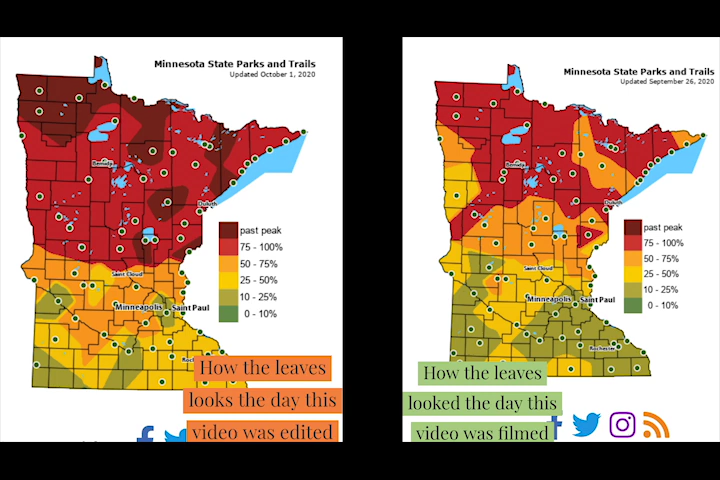 Minnesota State Parks and Trails
Updated October 1, 2020
Bemidji
Duluth
past peak
75 - 100%
50 - 75%
25 - 50%
10 - 25%
0 - 10%
Saint Cloud
Minneapolis
Saint Paul
How the leaves
looks the day this
video was edited
Minnesota State Parks and Trails
Updated September 26, 2020
Bemidji
Duluth
past peak
75 - 100%
50 - 75%
25 - 50%
10 - 25%
0 - 10%
Saint Cloud
Minneapolis
Saint Paul
Rochester
How the leaves
looked the day this
video was filmed